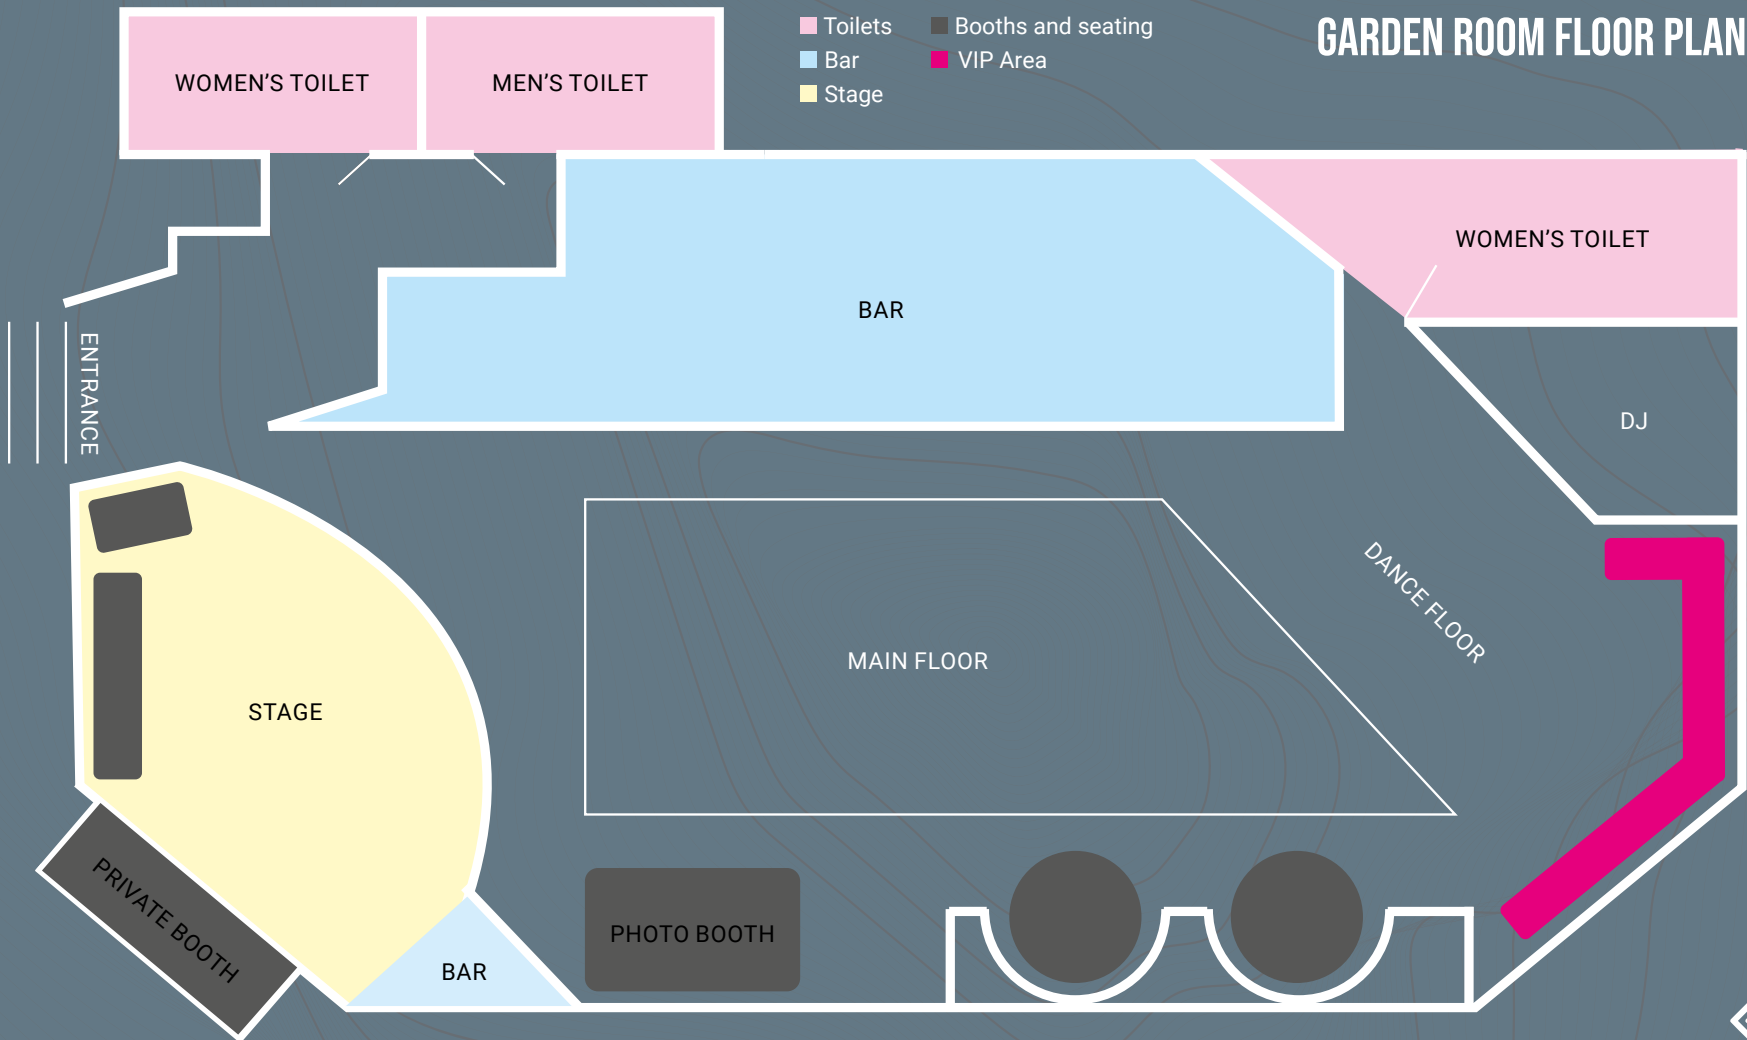 GARDEN ROOM FLOOR PLAN
Toilets
Bar
Stage
Booths and seating
VIP Area
WOMEN’S TOILET
MEN’S TOILET
WOMEN’S TOILET
BAR
ENTRANCE
DJ
DANCE FLOOR
MAIN FLOOR
STAGE
PRIVATE BOOTH
PHOTO BOOTH
BAR